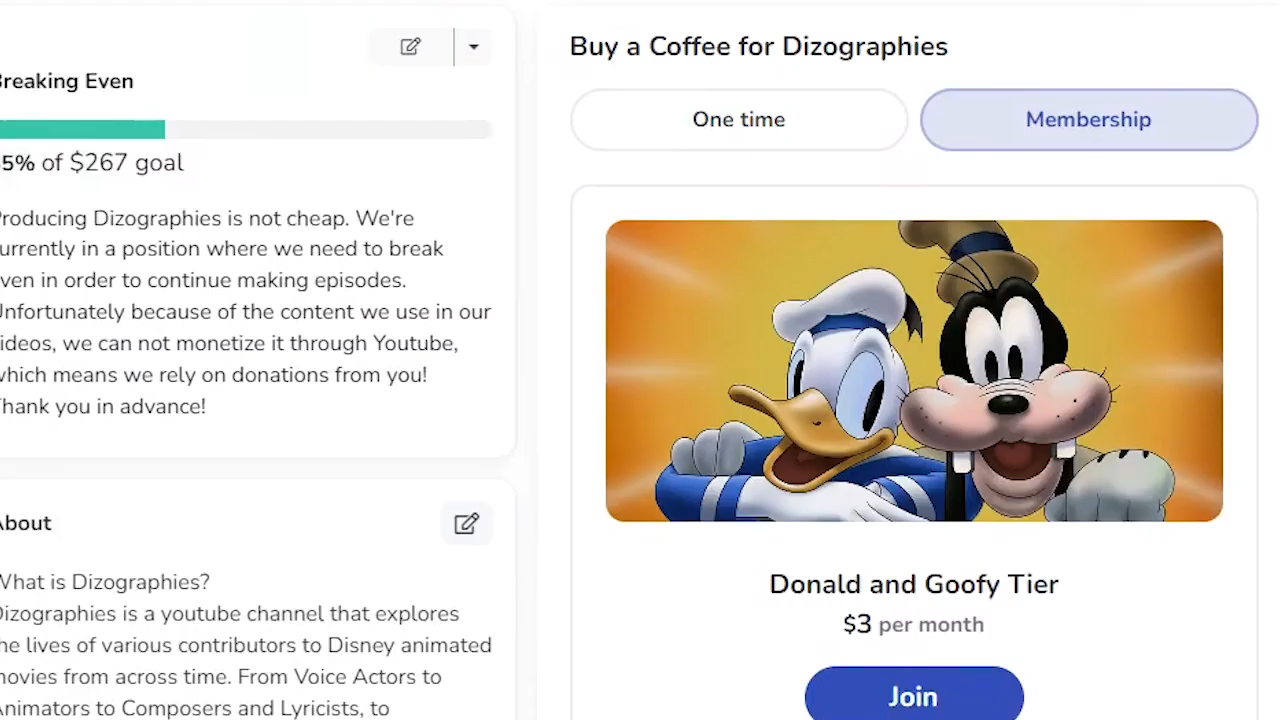 Breaking Even
5% of $267 goal
Producing Dizographies is not cheap. We're
currently in a position where we need to break
even in order to continue making episodes.
Unfortunately because of the content we use in our
videos, we can not monetize it through Youtube,
which means we rely on donations from you!
Thank you in advance!
About
What is Dizographies?
Dizographies is a youtube channel that explores
the lives of various contributors to Disney animated
movies from across time. From Voice Actors to
Animators to Composers and Lyricists, to
Buy a Coffee for Dizographies
One time
Membership
Donald and Goofy Tier
$3 per month
Join